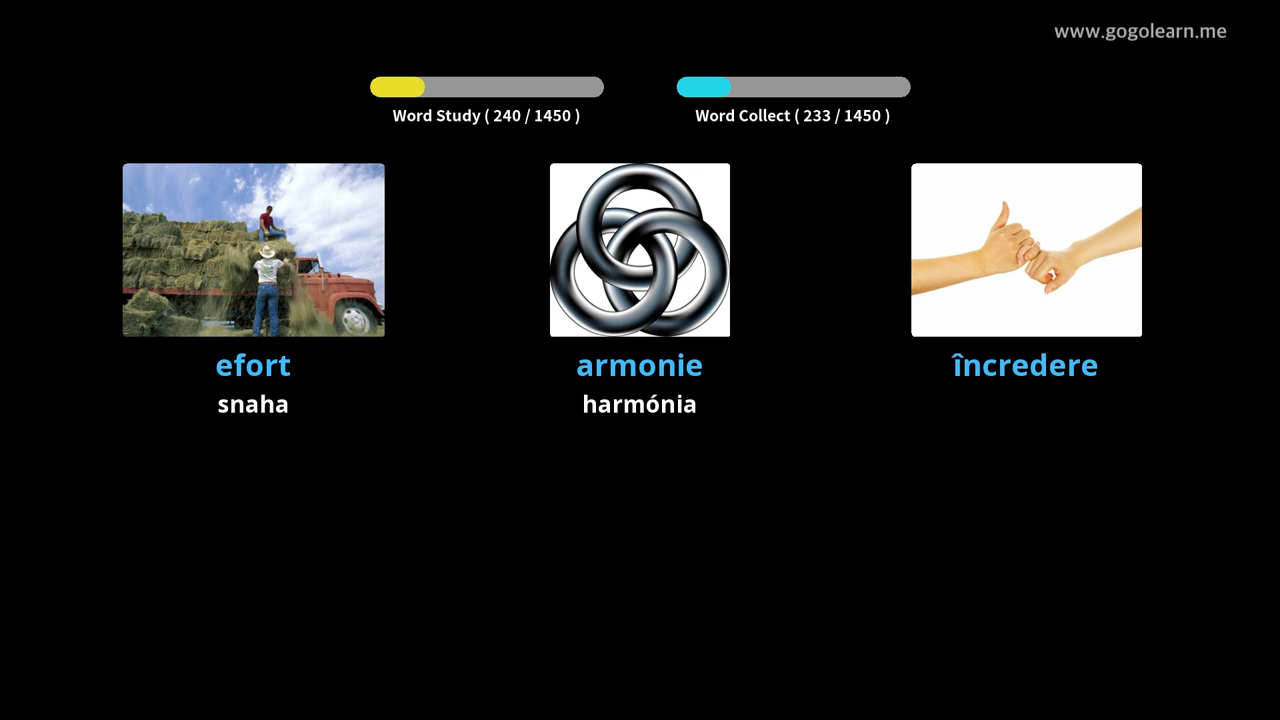 www.gogolearn.me
Word Study ( 240 / 1450 )
Word Collect ( 233 / 1450 )
efort
armonie
încredere
snaha
harmónia